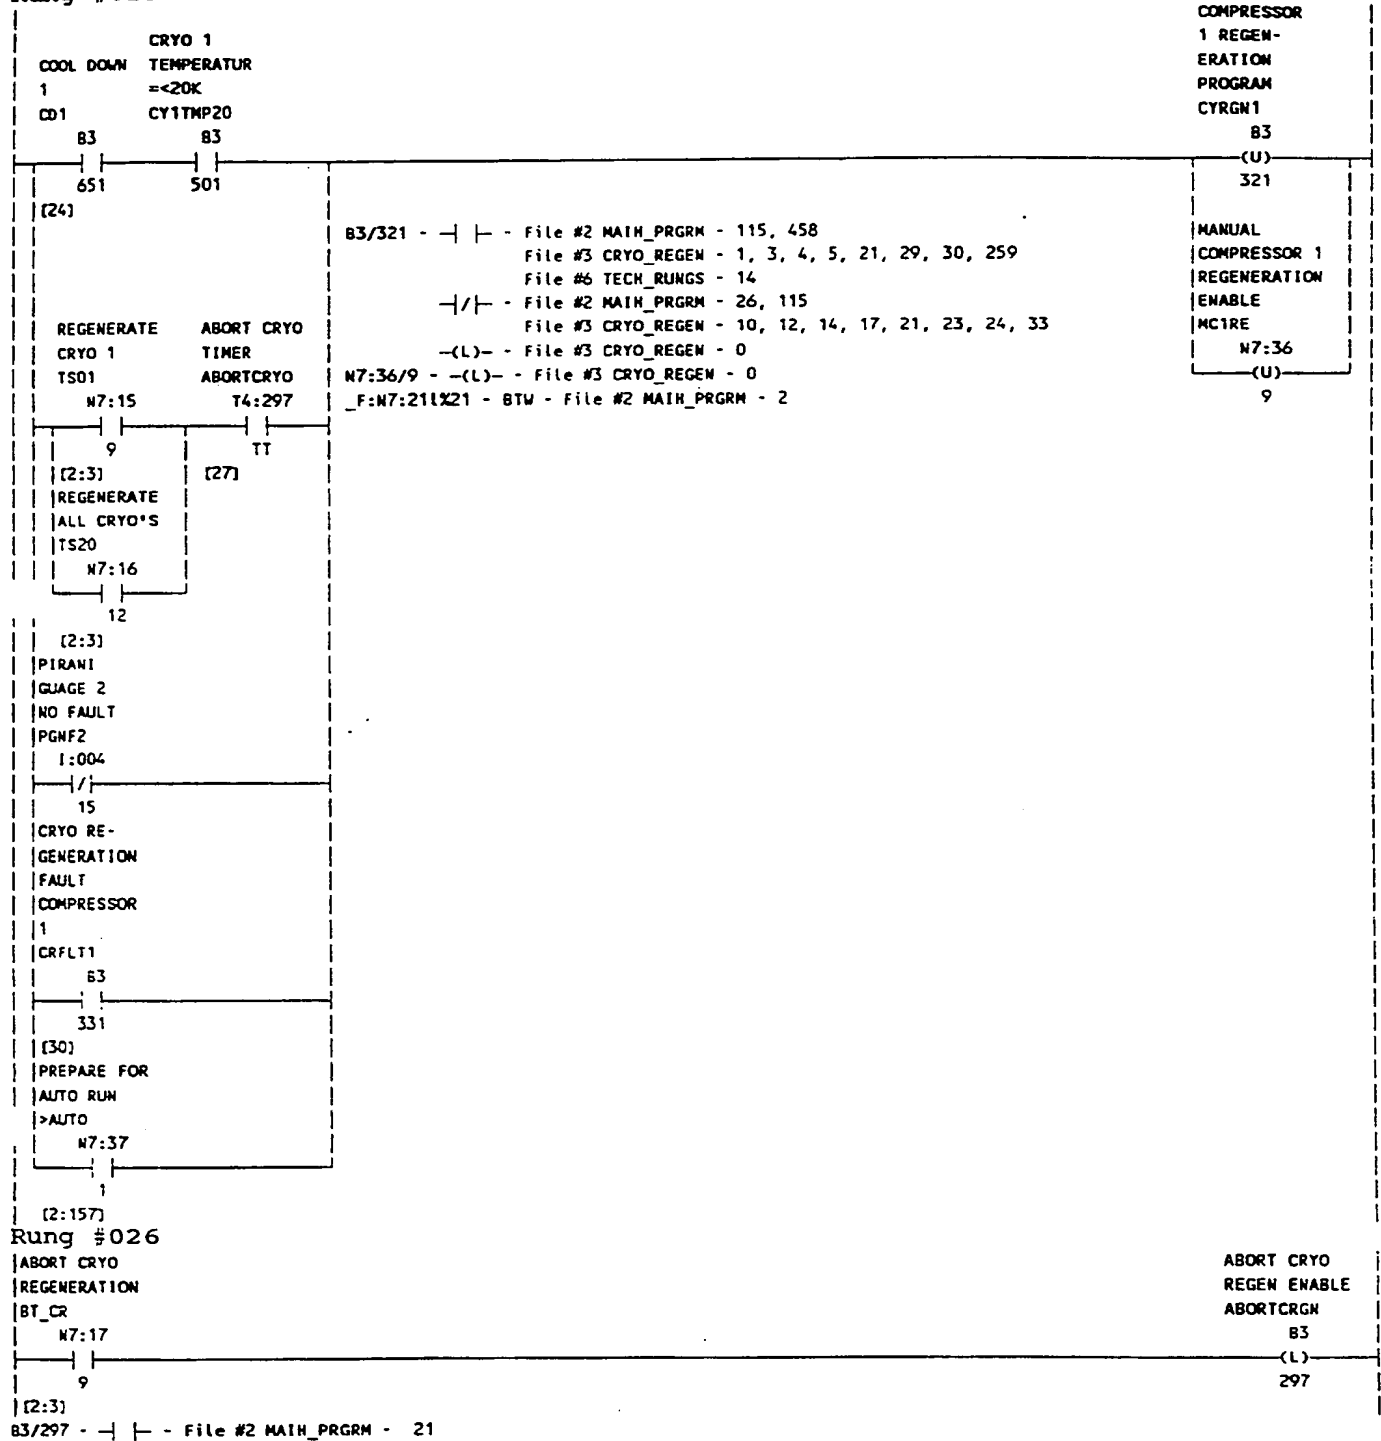 COMPRESSOR
1 REGEN-
ERATION
PROGRAM
CYRGN1
B3
(U)
321
CRYO 1
COOL DOWN TEMPERATUR
1 =<20K
CD1 CY1TMP20
B3 B3
651 501
[24]
B3/321 - ⊣ ⊢ - File #2 MAIN_PRGRM - 115, 458
File #3 CRYO_REGEN - 1, 3, 4, 5, 21, 29, 30, 259
File #6 TECH_RUNGS - 14
⊣/⊢ - File #2 MAIN_PRGRM - 26, 115
File #3 CRYO_REGEN - 10, 12, 14, 17, 21, 23, 24, 33
—(L)— - File #3 CRYO_REGEN - 0
N7:36/9 - —(L)— - File #3 CRYO_REGEN - 0
_F:N7:211%21 - BTW - File #2 MAIN_PRGRM - 2
MANUAL
COMPRESSOR 1
REGENERATION
ENABLE
MC1RE
N7:36
(U)
9
REGENERATE ABORT CRYO
CRYO 1 TIMER
TS01 ABORTCRYO
N7:15 T4:297
9 TT
[2:3] [27]
REGENERATE
ALL CRYO'S
TS20
N7:16
12
[2:3]
PIRANI
GUAGE 2
NO FAULT
PGNF2
I:004
/
15
CRYO RE-
GENERATION
FAULT
COMPRESSOR
1
CRFLT1
B3
331
[30]
PREPARE FOR
AUTO RUN
>AUTO
N7:37
1
[2:157]
Rung #026
ABORT CRYO ABORT CRYO
REGENERATION REGEN ENABLE
BT_CR ABORTCRGN
N7:17 B3
(L)
9 297
[2:3]
B3/297 - ⊣ ⊢ - File #2 MAIN_PRGRM - 21